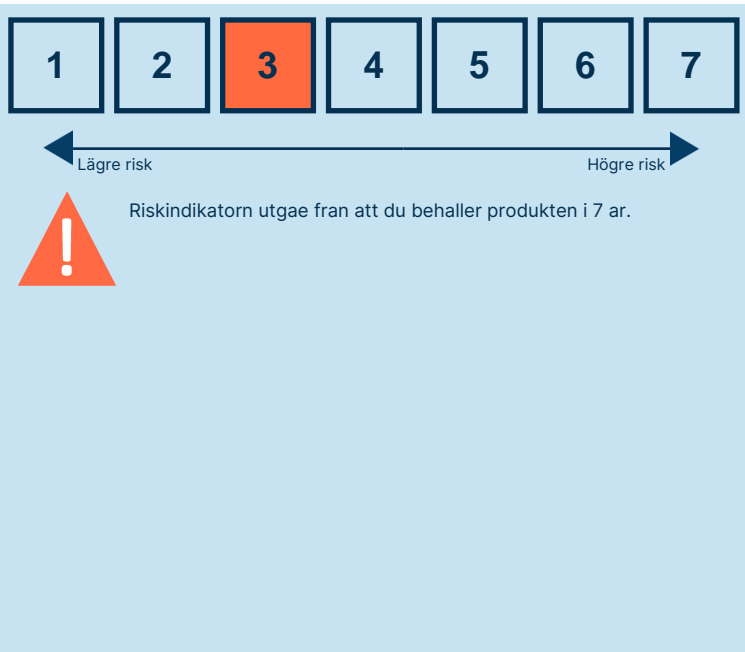 1 2 3 4 5 6 7
Lägre risk Högre risk
Riskindikatorn utgae fran att du behaller produkten i 7 ar.
!